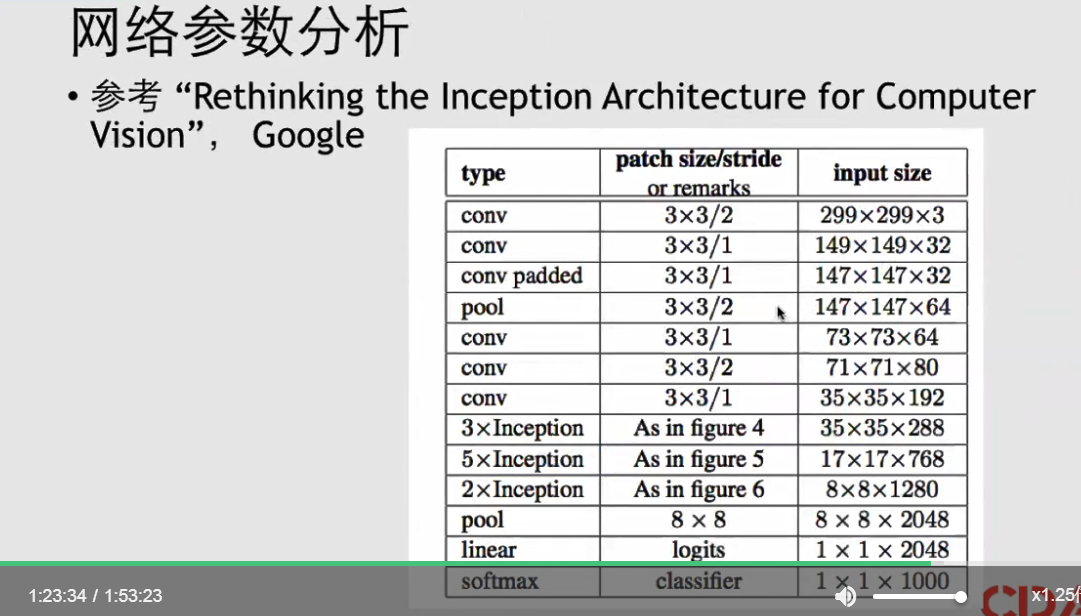 网络参数分析
• 参考 “Rethinking the Inception Architecture for Computer
Vision”， Google
type patch size/stride or remarks input size
conv 3×3/2 299×299×3
conv 3×3/1 149×149×32
conv padded 3×3/1 147×147×32
pool 3×3/2 147×147×64
conv 3×3/1 73×73×64
conv 3×3/2 71×71×80
conv 3×3/1 35×35×192
3×Inception As in figure 4 35×35×288
5×Inception As in figure 5 17×17×768
2×Inception As in figure 6 8×8×1280
pool 8 × 8 8 × 8 × 2048
linear logits 1 × 1 × 2048
softmax classifier 1 × 1 × 1000
1:23:34 / 1:53:23 x1.25